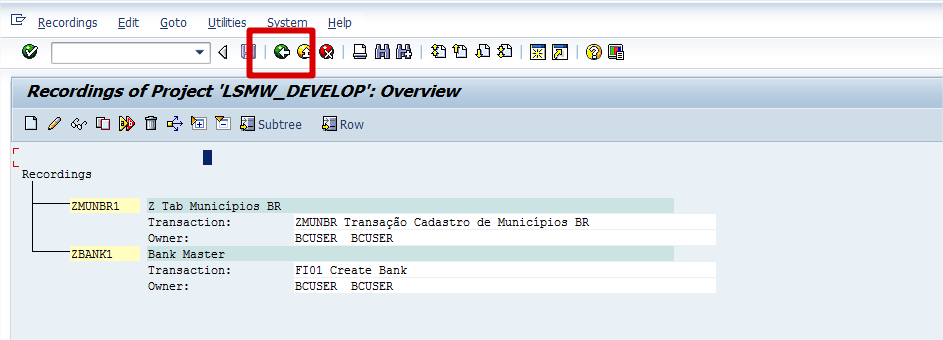 Recordings Edit Goto Utilities System Help
Recordings of Project 'LSMW_DEVELOP': Overview
Subtree Row
Recordings
ZMUNBR1 Z Tab Municípios BR
Transaction: ZMUNBR Transação Cadastro de Municípios BR
Owner: BCUSER BCUSER
ZBANK1 Bank Master
Transaction: FI01 Create Bank
Owner: BCUSER BCUSER